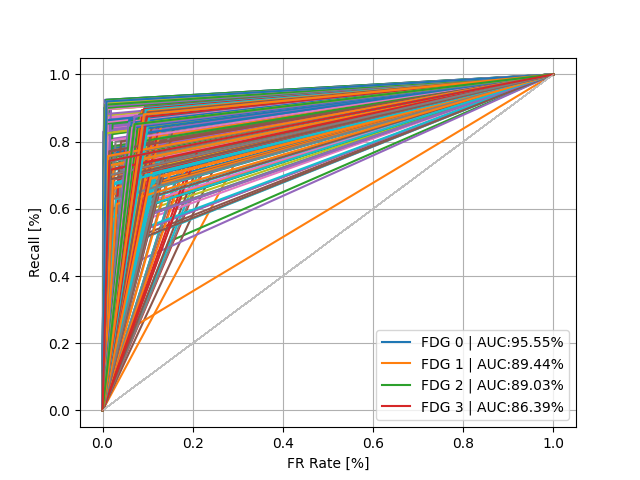 1.0
0.8
0.6
0.4
0.2
0.0
Recall [%]
FDG 0 | AUC:95.55%
FDG 1 | AUC:89.44%
FDG 2 | AUC:89.03%
FDG 3 | AUC:86.39%
0.0 0.2 0.4 0.6 0.8 1.0
FR Rate [%]